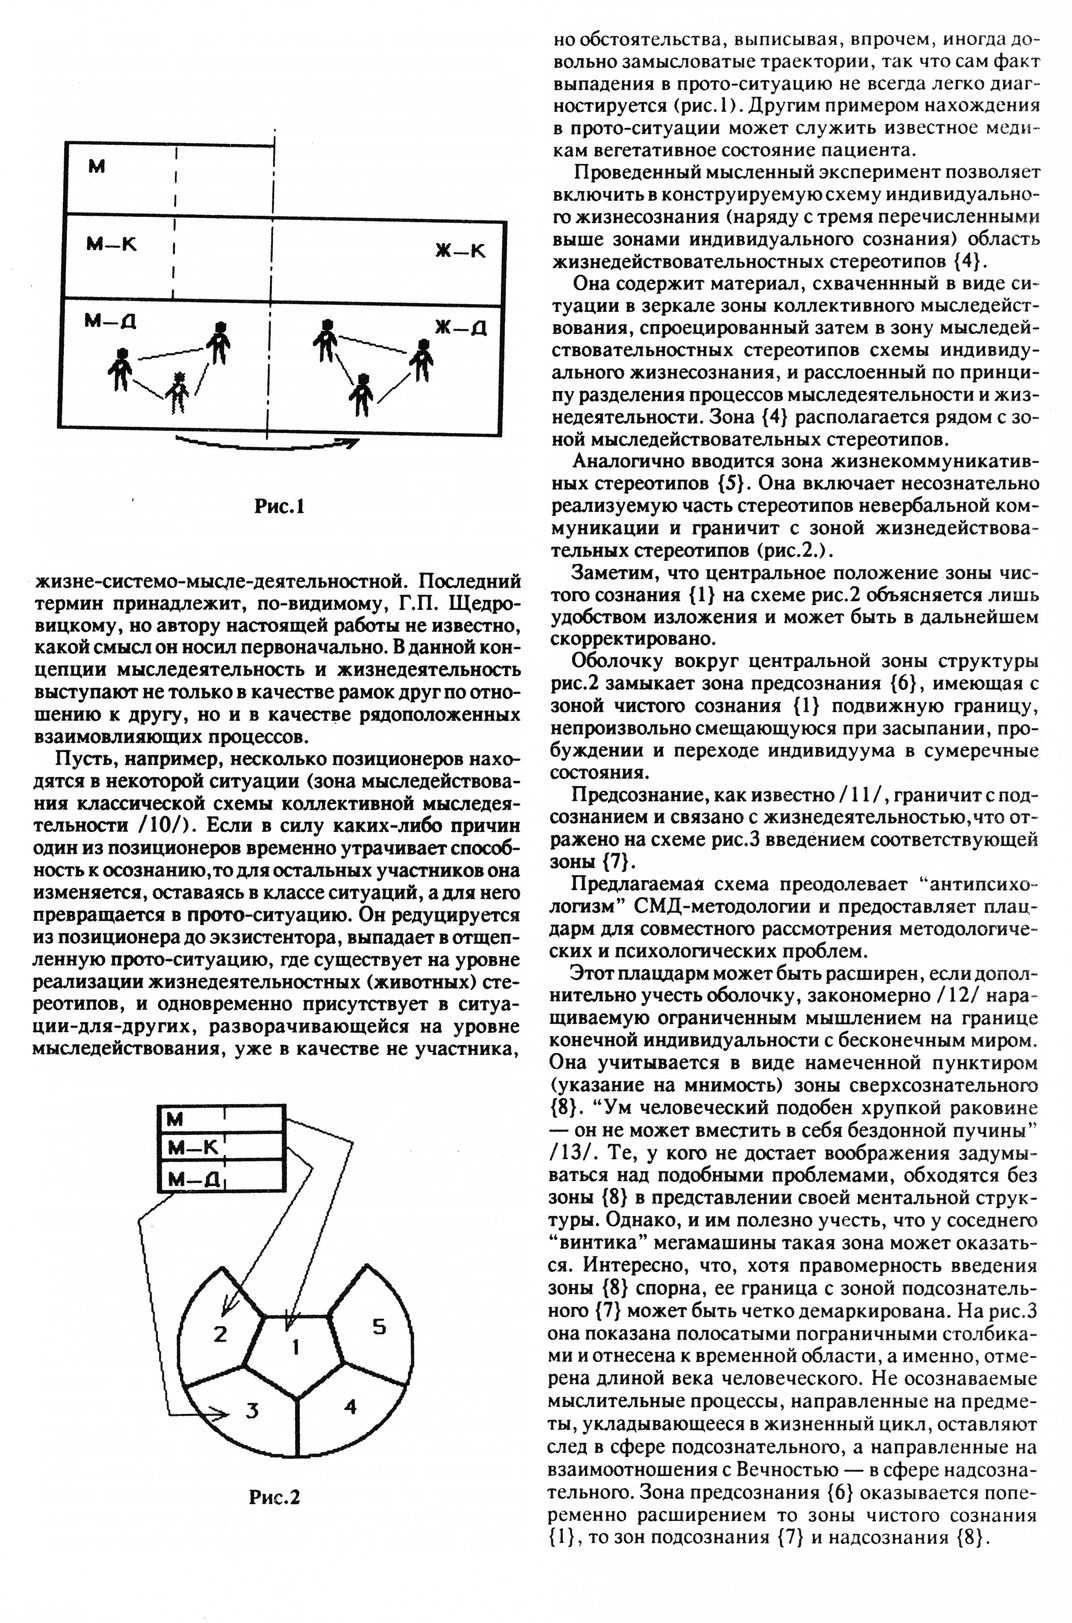 М
М—К
Ж—К
М—Д
Ж—Д
Рис.1
жизне-системо-мысле-деятельностной. Последний
термин принадлежит, по-видимому, Г.П. Щедро-
вицкому, но автору настоящей работы не известно,
какой смысл он носил первоначально. В данной кон-
цепции мыследеятельность и жизнедеятельность
выступают не только в качестве рамок друг по отно-
шению к другу, но и в качестве рядоположенных
взаимовлияющих процессов.
Пусть, например, несколько позиционеров нахо-
дятся в некоторой ситуации (зона мыследействова-
ния классической схемы коллективной мыследея-
тельности /10/). Если в силу каких-либо причин
один из позиционеров временно утрачивает способ-
ность к осознанию, то для остальных участников она
изменяется, оставаясь в классе ситуаций, а для него
превращается в прото-ситуацию. Он редуцируется
из позиционера до экзистентора, выпадает в отщеп-
ленную прото-ситуацию, где существует на уровне
реализации жизнедеятельностных (животных) сте-
реотипов, и одновременно присутствует в ситуа-
ции-для-других, разворачивающейся на уровне
мыследействования, уже в качестве не участника,
М
М—К
М—Д
2
1
5
3
4
Рис.2
но обстоятельства, выписывая, впрочем, иногда до-
вольно замысловатые траектории, так что сам факт
выпадения в прото-ситуацию не всегда легко диаг-
ностируется (рис.1). Другим примером нахождения
в прото-ситуации может служить известное меди-
кам вегетативное состояние пациента.
Проведенный мысленный эксперимент позволяет
включить в конструируемую схему индивидуально-
го жизнесознания (наряду с тремя перечисленными
выше зонами индивидуального сознания) область
жизнедействовательностных стереотипов {4}.
Она содержит материал, схваченнный в виде си-
туации в зеркале зоны коллективного мыследейст-
вования, спроецированный затем в зону мыследей-
ствовательностных стереотипов схемы индивиду-
ального жизнесознания, и расслоенный по принци-
пу разделения процессов мыследеятельности и жиз-
недеятельности. Зона {4} располагается рядом с зо-
ной мыследействовательных стереотипов.
Аналогично вводится зона жизнекоммуникатив-
ных стереотипов {5}. Она включает несознательно
реализуемую часть стереотипов невербальной ком-
муникации и граничит с зоной жизнедействова-
тельных стереотипов (рис.2.).
Заметим, что центральное положение зоны чис-
того сознания {1} на схеме рис.2 объясняется лишь
удобством изложения и может быть в дальнейшем
скорректировано.
Оболочку вокруг центральной зоны структуры
рис.2 замыкает зона предсознания {6}, имеющая с
зоной чистого сознания {1} подвижную границу,
непроизвольно смещающуюся при засыпании, про-
буждении и переходе индивидуума в сумеречные
состояния.
Предсознание, как известно /11/, граничит с под-
сознанием и связано с жизнедеятельностью,что от-
ражено на схеме рис.3 введением соответствующей
зоны {7}.
Предлагаемая схема преодолевает “антипсихо-
логизм” СМД-методологии и предоставляет плац-
дарм для совместного рассмотрения методологиче-
ских и психологических проблем.
Этот плацдарм может быть расширен, если допол-
нительно учесть оболочку, закономерно /12/ нара-
щиваемую ограниченным мышлением на границе
конечной индивидуальности с бесконечным миром.
Она учитывается в виде намеченной пунктиром
(указание на мнимость) зоны сверхсознательного
{8}. “Ум человеческий подобен хрупкой раковине
— он не может вместить в себя бездонной пучины”
/13/. Те, у кого не достает воображения задумы-
ваться над подобными проблемами, обходятся без
зоны {8} в представлении своей ментальной струк-
туры. Однако, и им полезно учесть, что у соседнего
“винтика” мегамашины такая зона может оказать-
ся. Интересно, что, хотя правомерность введения
зоны {8} спорна, ее граница с зоной подсознатель-
ного {7} может быть четко демаркирована. На рис.3
она показана полосатыми пограничными столбика-
ми и отнесена к временной области, а именно, отме-
рена длиной века человеческого. Не осознаваемые
мыслительные процессы, направленные на предме-
ты, укладывающееся в жизненный цикл, оставляют
след в сфере подсознательного, а направленные на
взаимоотношения с Вечностью — в сфере надсозна-
тельного. Зона предсознания {6} оказывается попе-
ременно расширением то зоны чистого сознания
{1}, то зон подсознания {7} и надсознания {8}.